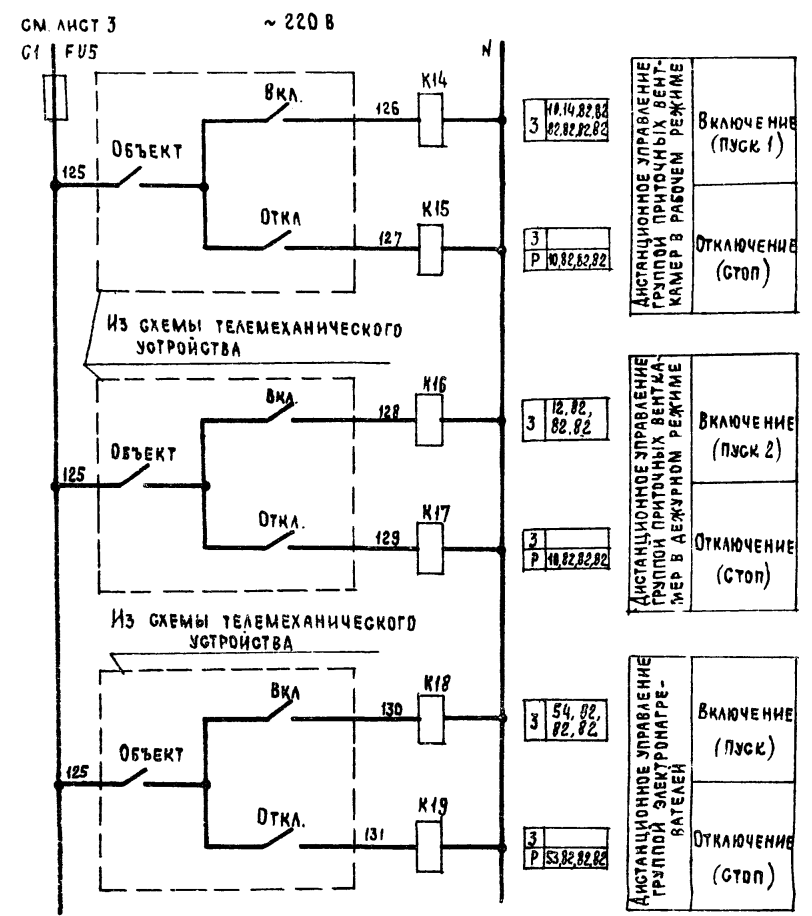 См. лист 3
~ 220 В
C1 FU5
N
Вкл.
126
К14
3
10,14,82,82
82,82,82,82
Объект
125
Откл
127
К15
3
Р 10,82,82,82
Дистанционное управление
группой приточных вент-
камер в рабочем режиме
Включение
(пуск 1)
Отключение
(стоп)
Из схемы телемеханического
устройства
Вкл.
128
К16
3
12,82,
82,82
Объект
125
Откл.
129
К17
3
Р 10,82,82,82
Дистанционное управление
группой приточных вентка-
мер в дежурном режиме
Включение
(пуск 2)
Отключение
(стоп)
Из схемы телемеханического
устройства
Вкл
130
К18
3
54,82,
82,82
Объект
125
Откл.
131
К19
3
Р 53,82,82,82
Дистанционное управление
группой электронагре-
вателей
Включение
(пуск)
Отключение
(стоп)